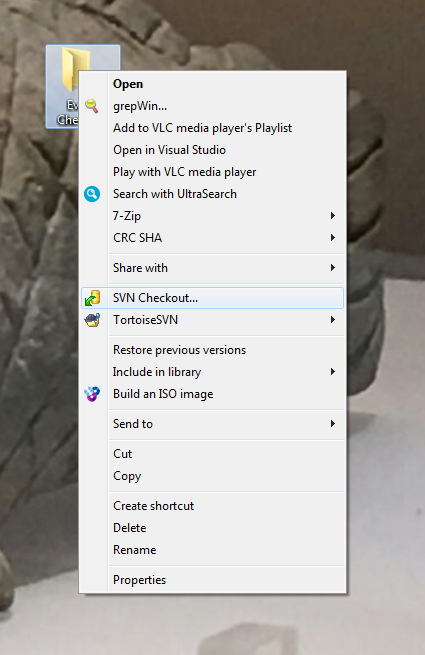 Open
grepWin...
Add to VLC media player's Playlist
Open in Visual Studio
Play with VLC media player
Search with UltraSearch
7-Zip
CRC SHA
Share with
SVN Checkout...
TortoiseSVN
Restore previous versions
Include in library
Build an ISO image
Send to
Cut
Copy
Create shortcut
Delete
Rename
Properties